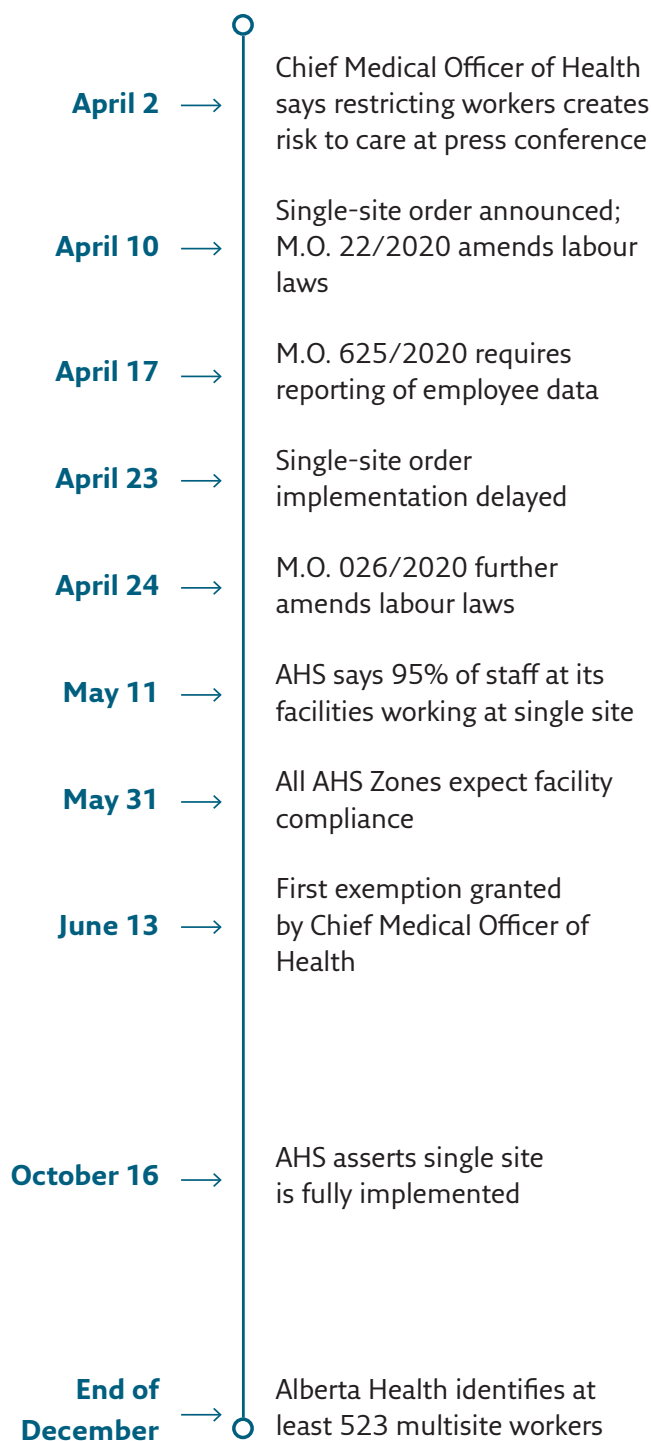 April 2
Chief Medical Officer of Health
says restricting workers creates
risk to care at press conference
April 10
Single-site order announced;
M.O. 22/2020 amends labour
laws
April 17
M.O. 625/2020 requires
reporting of employee data
April 23
Single-site order
implementation delayed
April 24
M.O. 026/2020 further
amends labour laws
May 11
AHS says 95% of staff at its
facilities working at single site
May 31
All AHS Zones expect facility
compliance
June 13
First exemption granted
by Chief Medical Officer of
Health
October 16
AHS asserts single site
is fully implemented
End of
December
Alberta Health identifies at
least 523 multisite workers